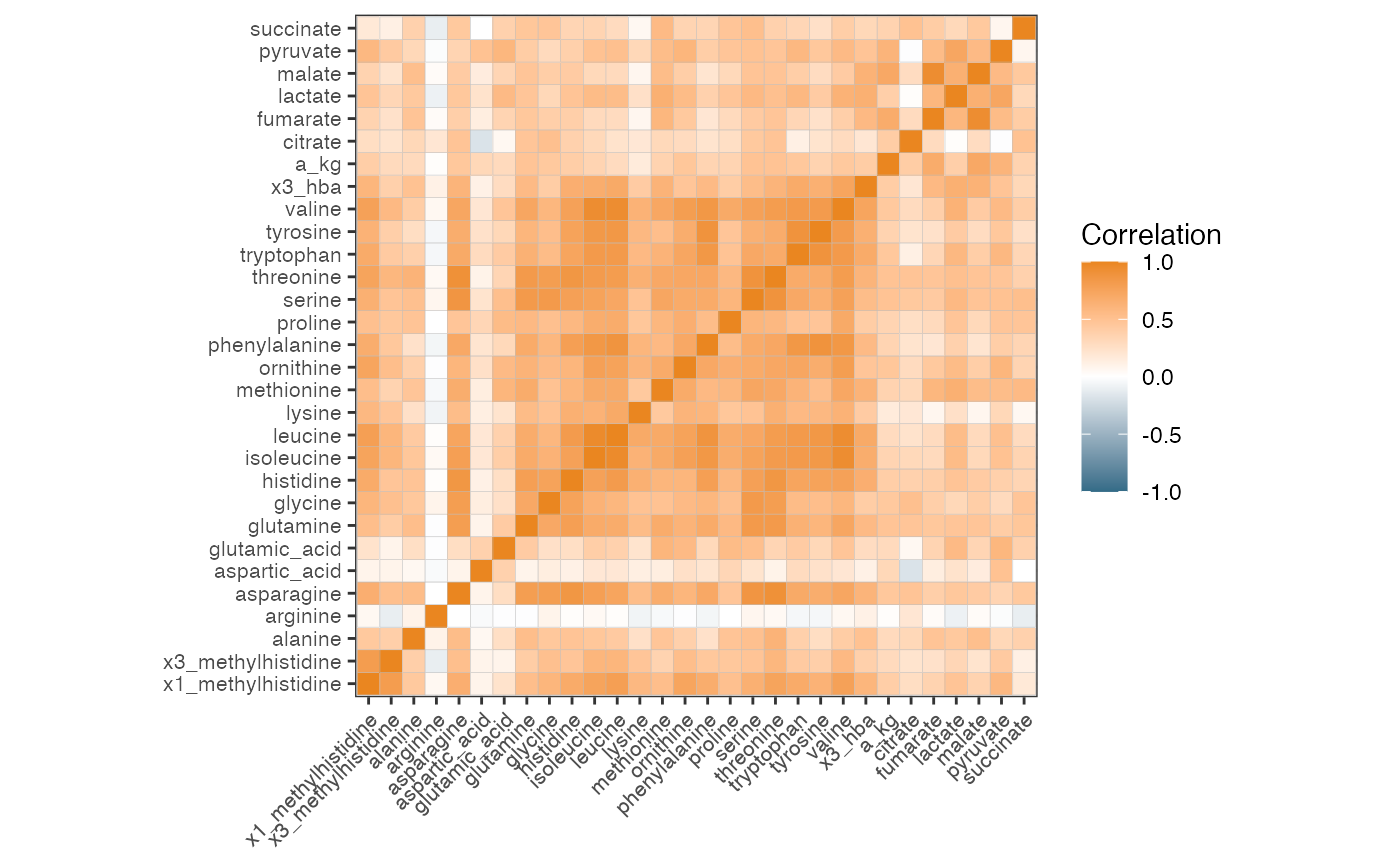 succinate
pyruvate
malate
lactate
fumarate
citrate
a_kg
x3_hba
valine
tyrosine
tryptophan
threonine
serine
proline
phenylalanine
ornithine
methionine
lysine
leucine
isoleucine
histidine
glycine
glutamine
glutamic_acid
aspartic_acid
asparagine
arginine
alanine
x3_methylhistidine
x1_methylhistidine
x1_methylhistidine
x3_methylhistidine
alanine
arginine
asparagine
aspartic_acid
glutamic_acid
glutamine
glycine
histidine
isoleucine
leucine
lysine
methionine
ornithine
phenylalanine
proline
serine
threonine
tryptophan
tyrosine
valine
x3_hba
a_kg
citrate
fumarate
lactate
malate
pyruvate
succinate
Correlation
1.0
0.5
0.0
-0.5
-1.0